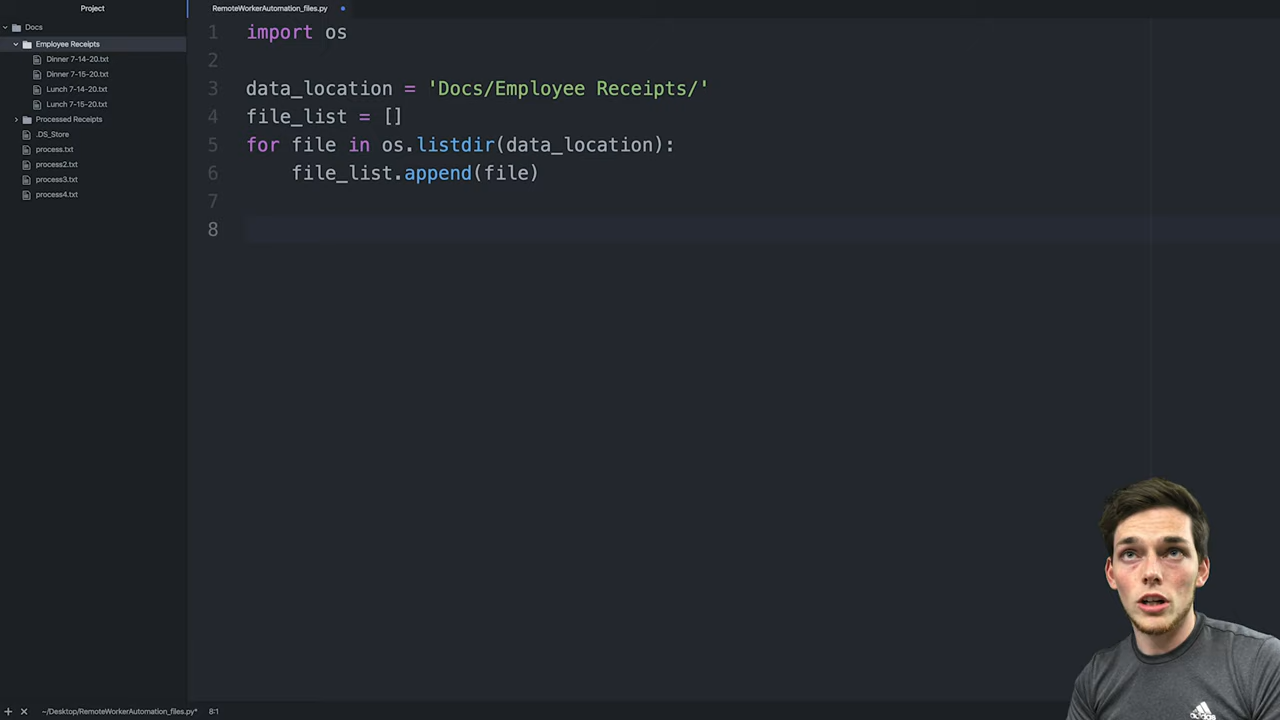 Project
RemoteWorkerAutomation_files.py
Docs
Employee Receipts
Dinner 7-14-20.txt
Dinner 7-15-20.txt
Lunch 7-14-20.txt
Lunch 7-15-20.txt
Processed Receipts
.DS_Store
process.txt
process2.txt
process3.txt
process4.txt
1 import os
2
3 data_location = 'Docs/Employee Receipts/'
4 file_list = []
5 for file in os.listdir(data_location):
6     file_list.append(file)
7
8
~/Desktop/RemoteWorkerAutomation_files.py* 8:1
adidas